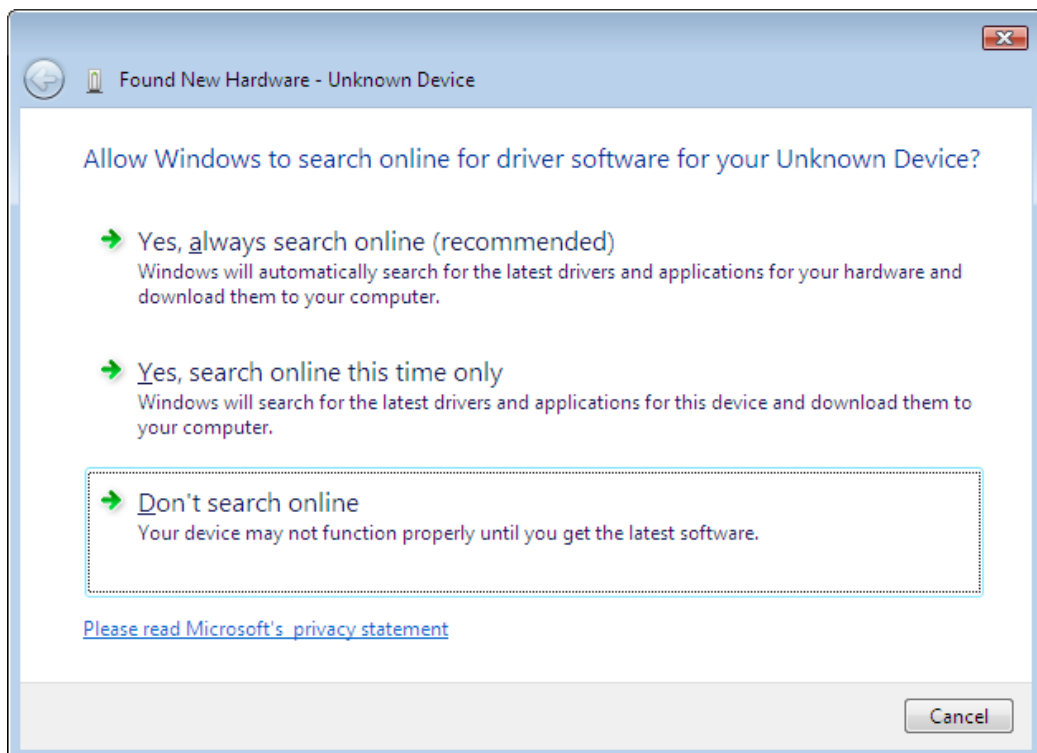 Found New Hardware - Unknown Device
Allow Windows to search online for driver software for your Unknown Device?
Yes, always search online (recommended)
Windows will automatically search for the latest drivers and applications for your hardware and
download them to your computer.
Yes, search online this time only
Windows will search for the latest drivers and applications for this device and download them to
your computer.
Don't search online
Your device may not function properly until you get the latest software.
Please read Microsoft's  privacy statement
Cancel